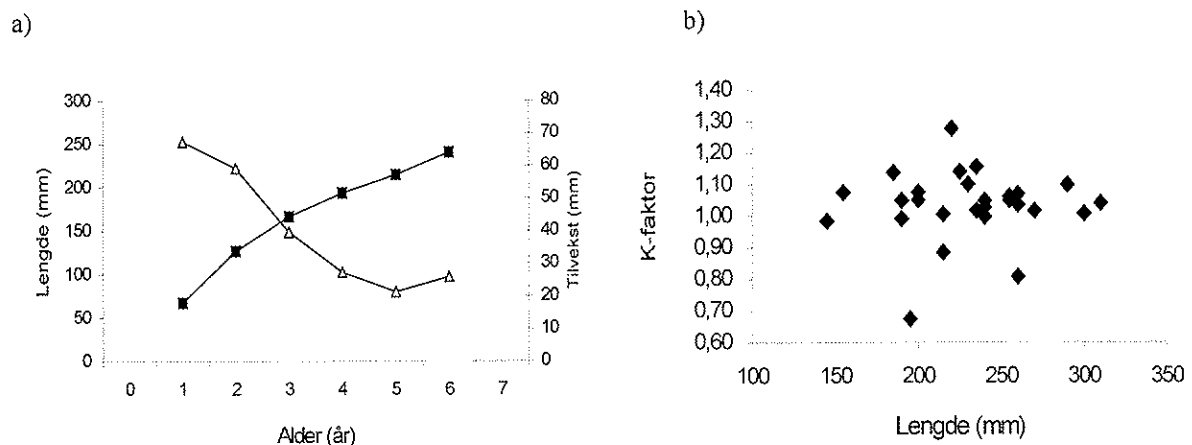 a)
Lengde (mm)
300
250
200
150
100
50
0
80
70
60
50
40
30
20
10
0
Tilvekst (mm)
0 1 2 3 4 5 6 7
Alder (år)
b)
K-faktor
1,40
1,30
1,20
1,10
1,00
0,90
0,80
0,70
0,60
100 150 200 250 300 350
Lengde (mm)